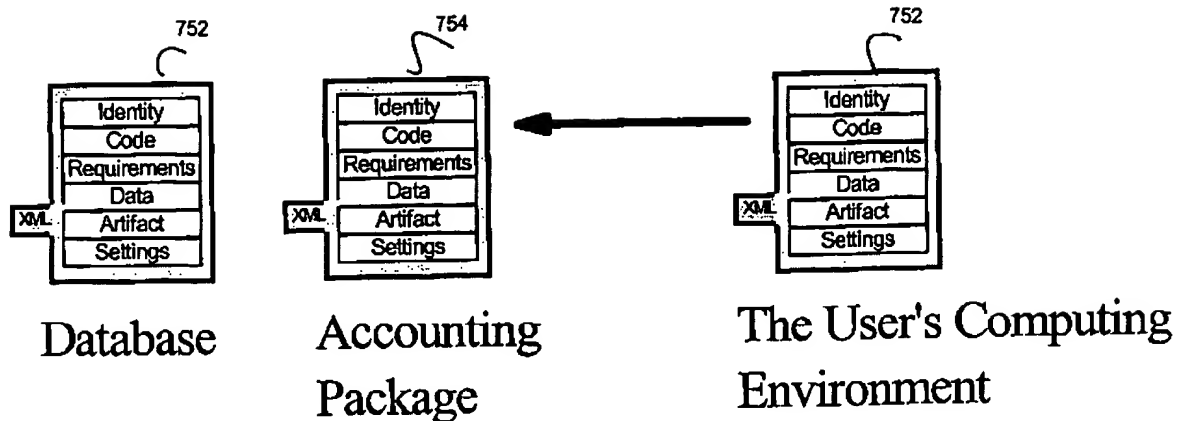 752
Identity
Code
Requirements
Data
Artifact
Settings
XML
Database
754
Identity
Code
Requirements
Data
Artifact
Settings
XML
Accounting
Package
752
Identity
Code
Requirements
Data
Artifact
Settings
XML
The User's Computing
Environment